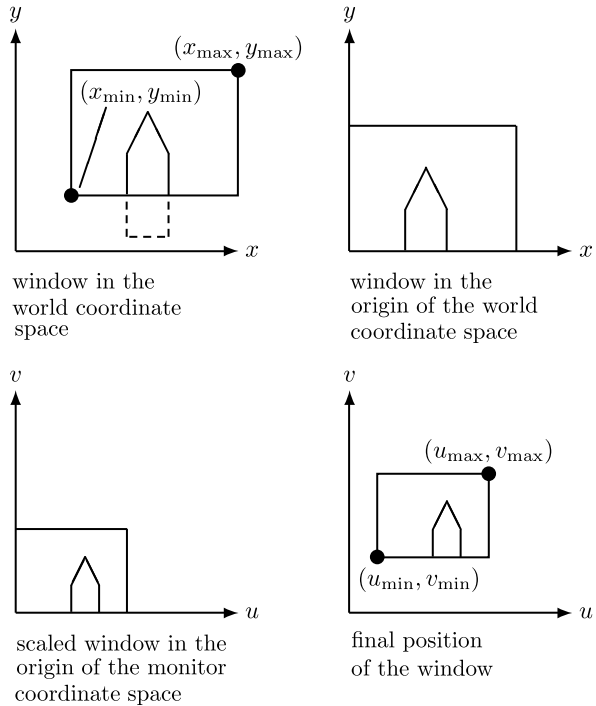 y
y
(x_max, y_max)
(x_min, y_min)
x
x
window in the
world coordinate
space
window in the
origin of the world
coordinate space
v
v
(u_max, v_max)
(u_min, v_min)
u
u
scaled window in the
origin of the monitor
coordinate space
final position
of the window